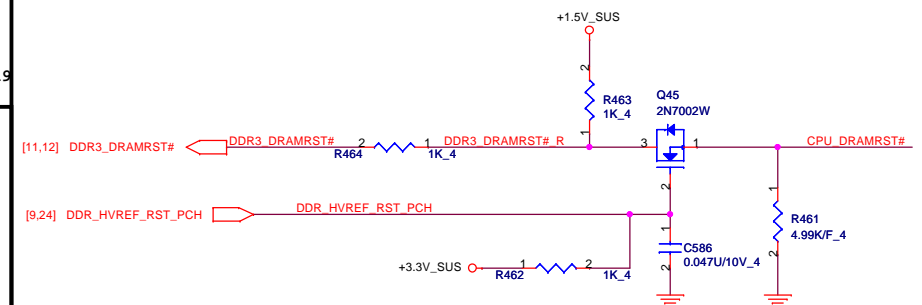 +1.5V_SUS
.9
2
R463
1K_4
1
Q45
2N7002W
[11,12] DDR3_DRAMRST#
DDR3_DRAMRST#
2
R464
1
1K_4
DDR3_DRAMRST#_R
3
1
CPU_DRAMRST#
2
[9,24] DDR_HVREF_RST_PCH
DDR_HVREF_RST_PCH
1
R461
4.99K/F_4
2
1
C586
0.047U/10V_4
2
+3.3V_SUS
1
R462
2
1K_4